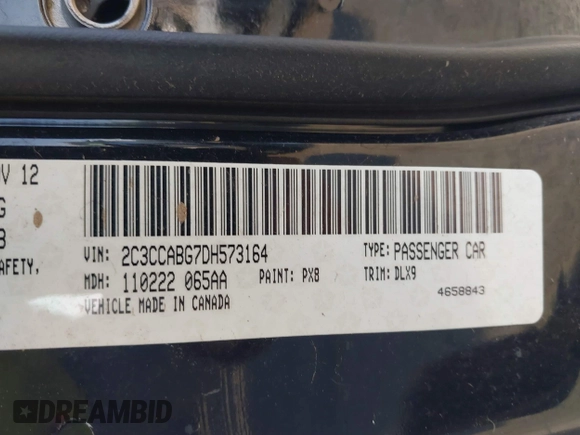 V 12
G
AFETY,
VIN: 2C3CCABG7DH573164
TYPE: PASSENGER CAR
MDH: 110222 065AA
PAINT: PX8
TRIM: DLX9
VEHICLE MADE IN CANADA
4658843
DREAMBID